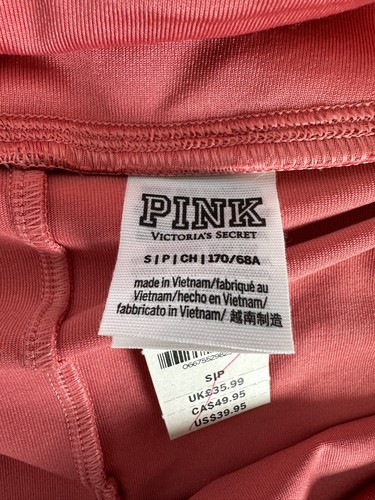 PINK
VICTORIA'S SECRET
S | P | CH | 170/68A
made in Vietnam/fabriqué au
Vietnam/hecho en Vietnam/
fabbricato in Vietnam/ 越南制造
S/P
UK£35.99
CA$49.95
US$39.95